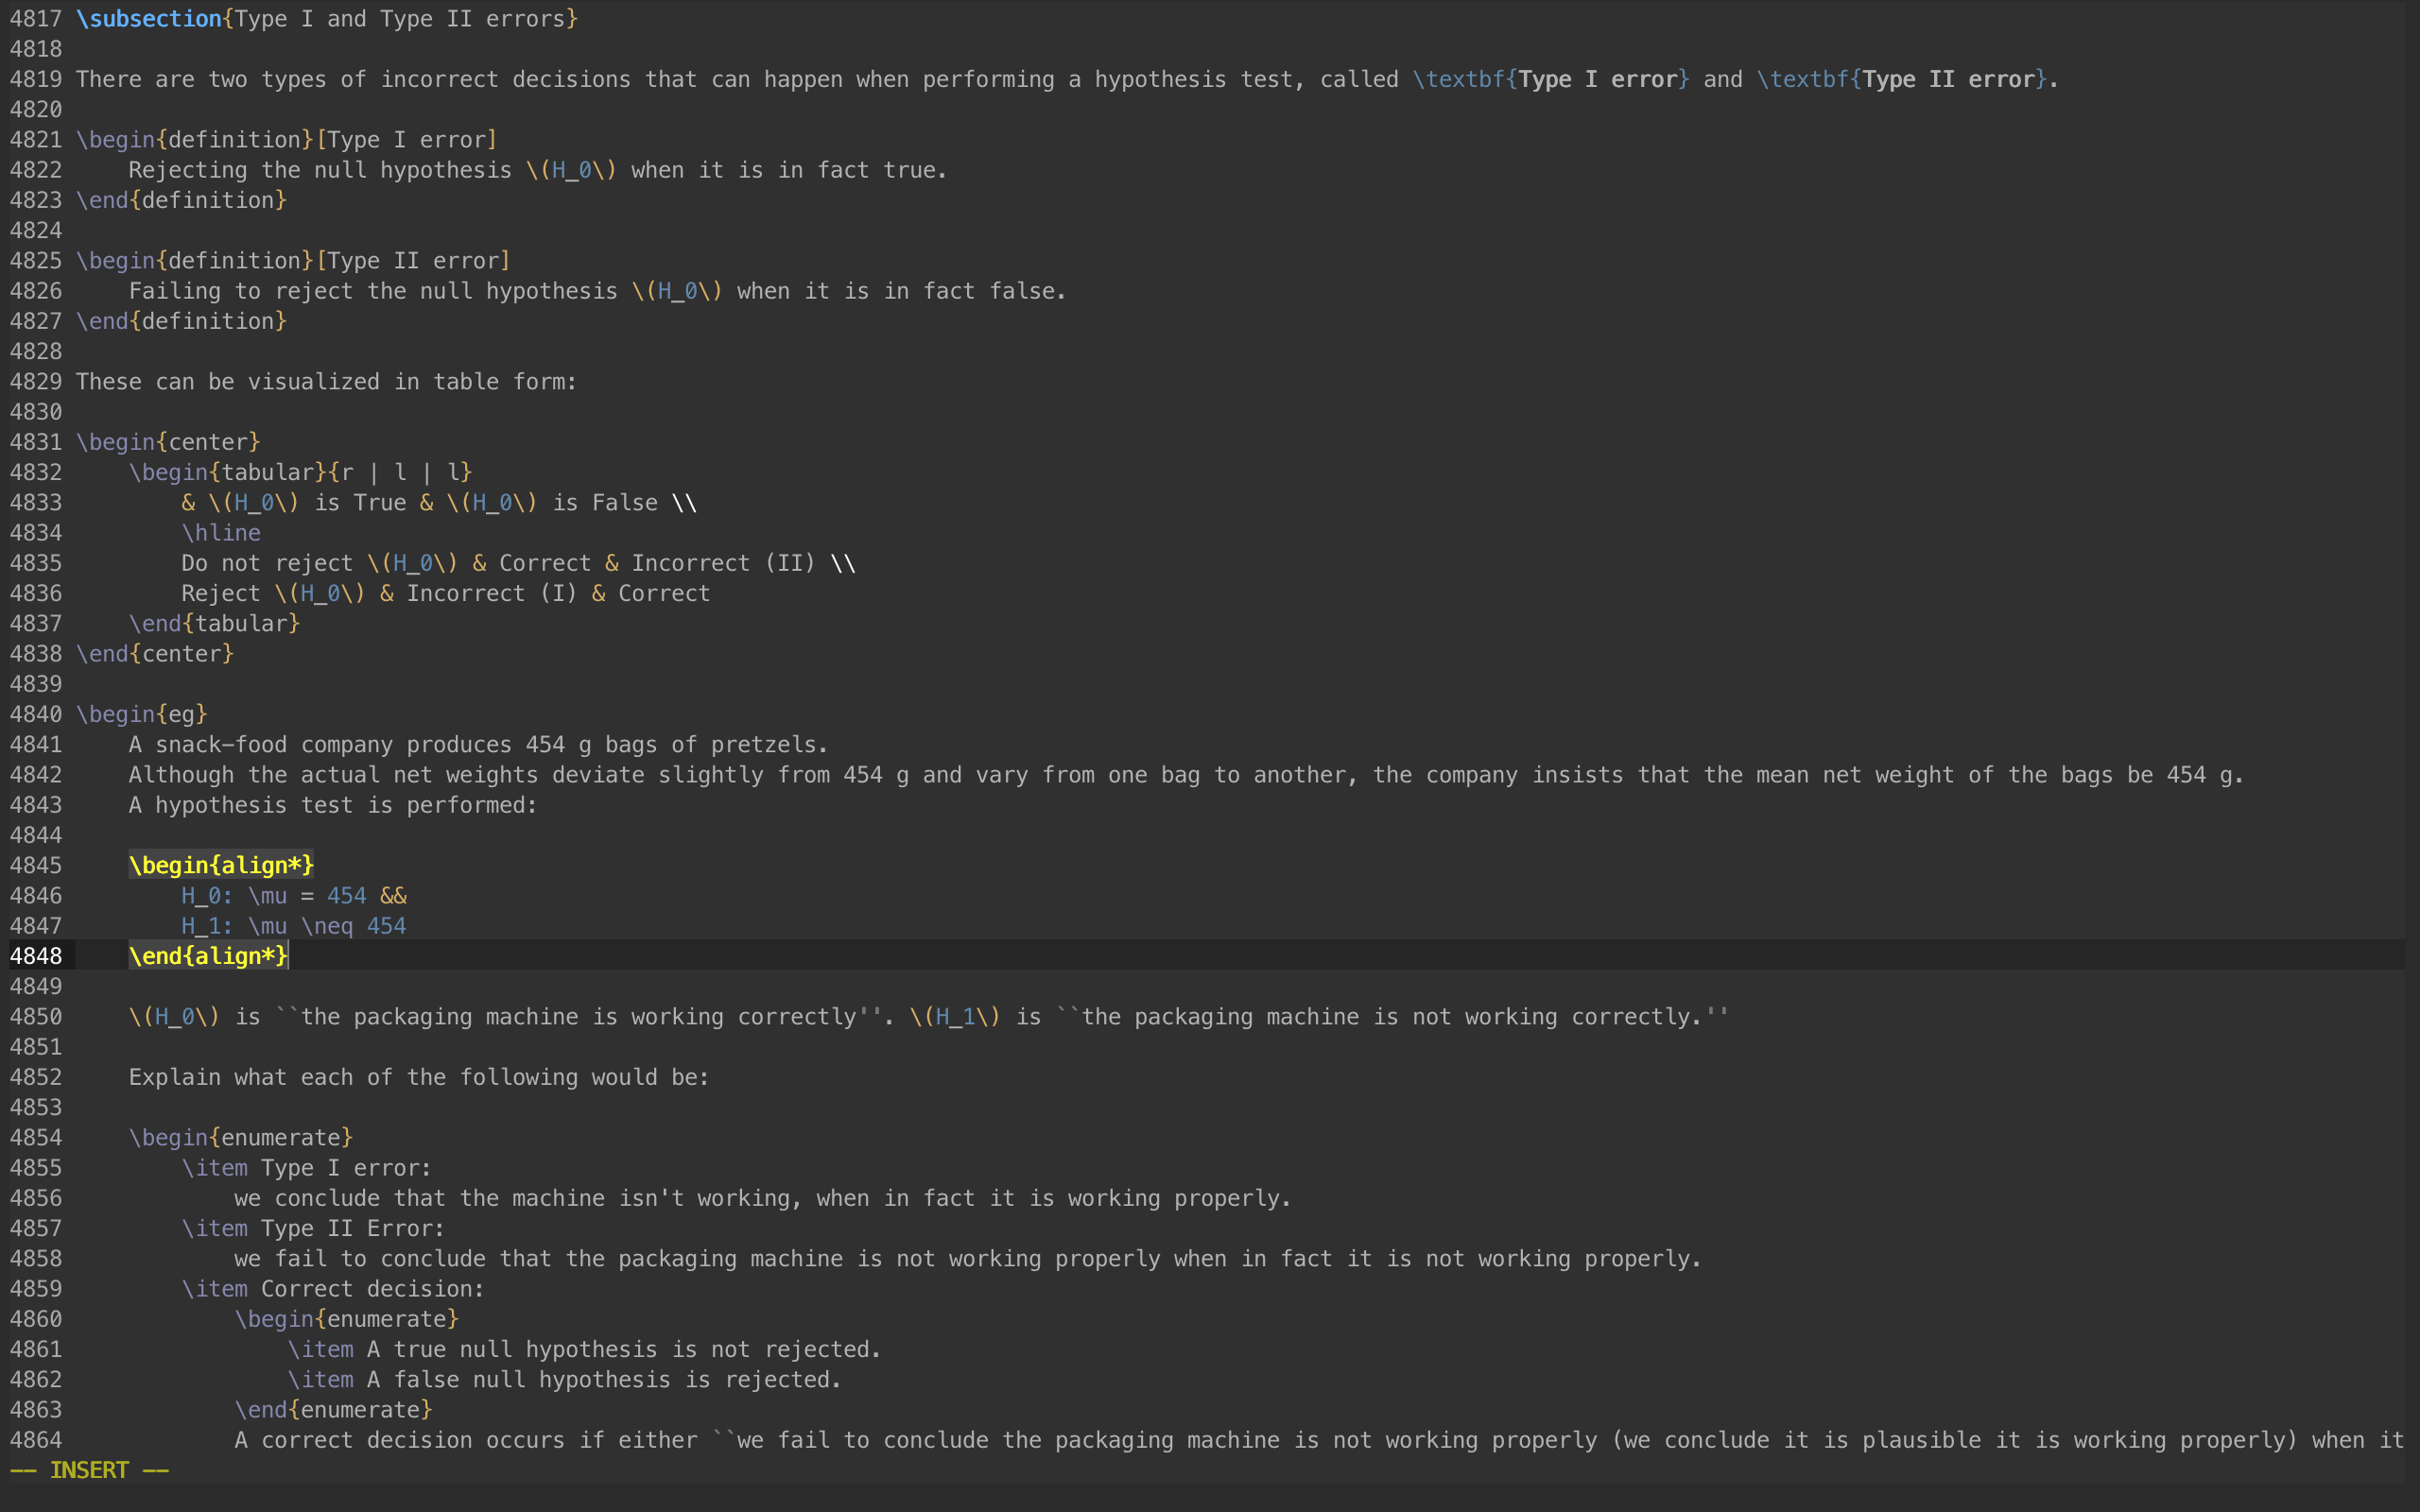 4817 \subsection{Type I and Type II errors}
4818
4819 There are two types of incorrect decisions that can happen when performing a hypothesis test, called \textbf{Type I error} and \textbf{Type II error}.
4820
4821 \begin{definition}[Type I error]
4822     Rejecting the null hypothesis \(H_0\) when it is in fact true.
4823 \end{definition}
4824
4825 \begin{definition}[Type II error]
4826     Failing to reject the null hypothesis \(H_0\) when it is in fact false.
4827 \end{definition}
4828
4829 These can be visualized in table form:
4830
4831 \begin{center}
4832     \begin{tabular}{r | l | l}
4833         & \(H_0\) is True & \(H_0\) is False \\
4834         \hline
4835         Do not reject \(H_0\) & Correct & Incorrect (II) \\
4836         Reject \(H_0\) & Incorrect (I) & Correct
4837     \end{tabular}
4838 \end{center}
4839
4840 \begin{eg}
4841     A snack-food company produces 454 g bags of pretzels.
4842     Although the actual net weights deviate slightly from 454 g and vary from one bag to another, the company insists that the mean net weight of the bags be 454 g.
4843     A hypothesis test is performed:
4844
4845     \begin{align*}
4846         H_0: \mu = 454 &&
4847         H_1: \mu \neq 454
4848     \end{align*}
4849
4850     \(H_0\) is ``the packaging machine is working correctly''. \(H_1\) is ``the packaging machine is not working correctly.''
4851
4852     Explain what each of the following would be:
4853
4854     \begin{enumerate}
4855         \item Type I error:
4856             we conclude that the machine isn't working, when in fact it is working properly.
4857         \item Type II Error:
4858             we fail to conclude that the packaging machine is not working properly when in fact it is not working properly.
4859         \item Correct decision:
4860             \begin{enumerate}
4861                 \item A true null hypothesis is not rejected.
4862                 \item A false null hypothesis is rejected.
4863             \end{enumerate}
4864             A correct decision occurs if either ``we fail to conclude the packaging machine is not working properly (we conclude it is plausible it is working properly) when it
-- INSERT --